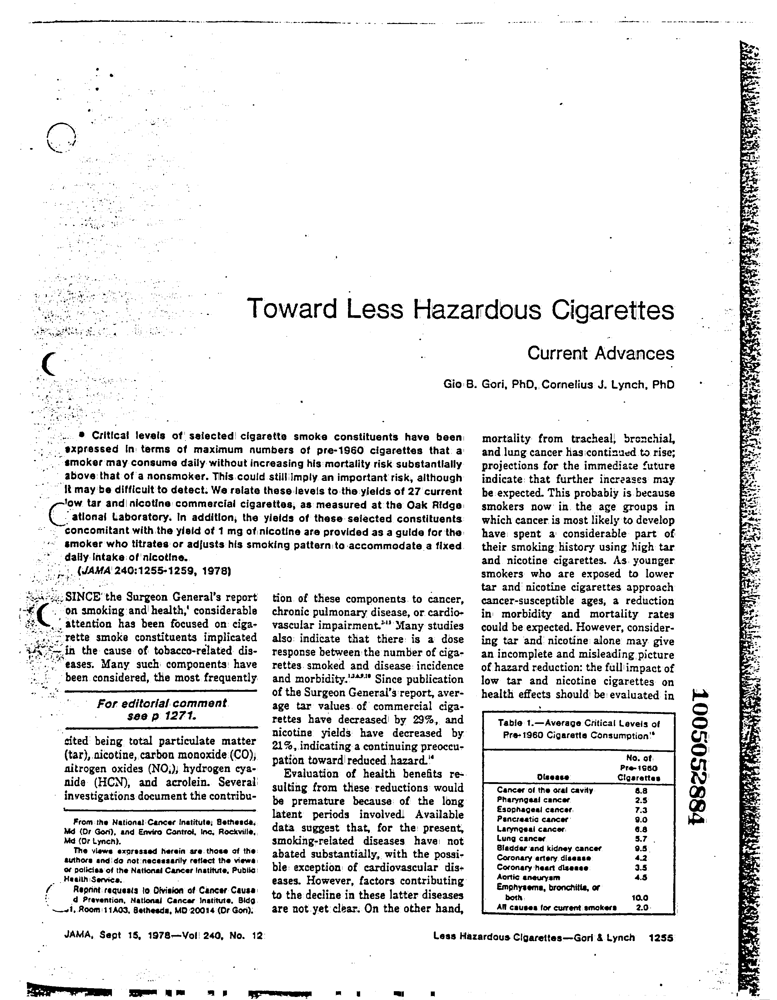 Toward Less Hazardous Cigarettes
Current Advances
Gio B. Gori, PhD, Cornelius J. Lynch, PhD
• Critical levels of selected cigarette smoke constituents have been
expressed in terms of maximum numbers of pre-1960 cigarettes that a
smoker may consume daily without increasing his mortality risk substantially
above that of a nonsmoker. This could still imply an important risk, although
it may be difficult to detect. We relate these levels to the yields of 27 current
low tar and nicotine commercial cigarettes, as measured at the Oak Ridge
ational Laboratory. In addition, the yields of these selected constituents
concomitant with the yield of 1 mg of nicotine are provided as a guide for the
smoker who titrates or adjusts his smoking pattern to accommodate a fixed
daily intake of nicotine.
(JAMA 240:1255-1259, 1978)
SINCE the Surgeon General's report
on smoking and health,¹ considerable
attention has been focused on ciga-
rette smoke constituents implicated
in the cause of tobacco-related dis-
eases. Many such components have
been considered, the most frequently
For editorial comment
see p 1271.
cited being total particulate matter
(tar), nicotine, carbon monoxide (CO),
nitrogen oxides (NOₓ), hydrogen cya-
nide (HCN), and acrolein. Several
investigations document the contribu-
From the National Cancer Institute, Bethesda,
Md (Dr Gori), and Enviro Control, Inc, Rockville,
Md (Dr Lynch).
The views expressed herein are those of the
authors and do not necessarily reflect the views
or policies of the National Cancer Institute, Public
Health Service.
Reprint requests to Division of Cancer Cause
d Prevention, National Cancer Institute, Bldg
1, Room 11A03, Bethesda, MD 20014 (Dr Gori).
tion of these components to cancer,
chronic pulmonary disease, or cardio-
vascular impairment. Many studies
also indicate that there is a dose
response between the number of ciga-
rettes smoked and disease incidence
and morbidity. Since publication
of the Surgeon General's report, aver-
age tar values of commercial ciga-
rettes have decreased by 29%, and
nicotine yields have decreased by
21%, indicating a continuing preoccu-
pation toward reduced hazard.
Evaluation of health benefits re-
sulting from these reductions would
be premature because of the long
latent periods involved. Available
data suggest that, for the present,
smoking-related diseases have not
abated substantially, with the possi-
ble exception of cardiovascular dis-
eases. However, factors contributing
to the decline in these latter diseases
are not yet clear. On the other hand,
mortality from tracheal, bronchial,
and lung cancer has continued to rise;
projections for the immediate future
indicate that further increases may
be expected. This probably is because
smokers now in the age groups in
which cancer is most likely to develop
have spent a considerable part of
their smoking history using high tar
and nicotine cigarettes. As younger
smokers who are exposed to lower
tar and nicotine cigarettes approach
cancer-susceptible ages, a reduction
in morbidity and mortality rates
could be expected. However, consider-
ing tar and nicotine alone may give
an incomplete and misleading picture
of hazard reduction: the full impact of
low tar and nicotine cigarettes on
health effects should be evaluated in
Table 1.—Average Critical Levels of
Pre-1960 Cigarette Consumption
No. of
Pre-1960
Disease Cigarettes
Cancer of the oral cavity 8.8
Pharyngeal cancer 2.5
Esophageal cancer 7.3
Pancreatic cancer 9.0
Laryngeal cancer 6.8
Lung cancer 5.7
Bladder and kidney cancer 9.5
Coronary artery disease 4.2
Coronary heart disease 3.5
Aortic aneurysm 4.5
Emphysema, bronchitis, or
both 10.0
All causes for current smokers 2.0
1005052884
JAMA, Sept 15, 1978—Vol 240, No. 12
Less Hazardous Cigarettes—Gori & Lynch 1255